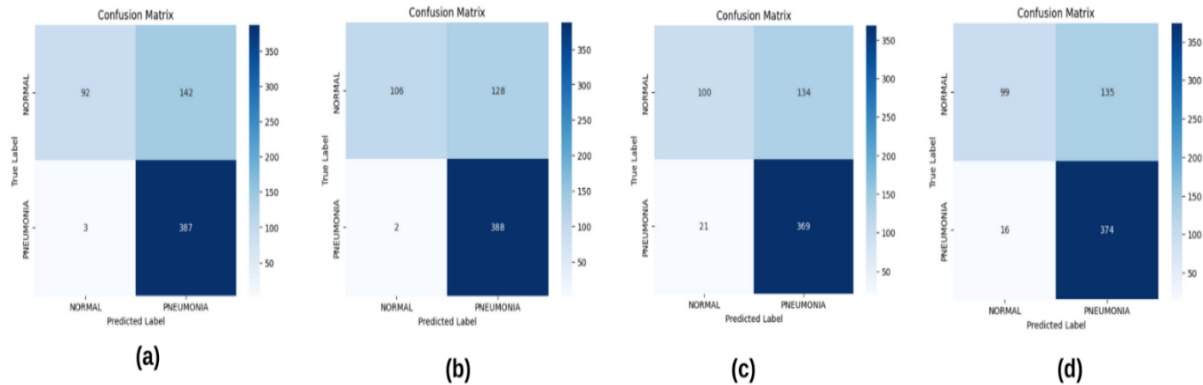 Confusion Matrix
NORMAL
PNEUMONIA
True Label
92
142
3
387
350
300
250
200
150
100
50
NORMAL
PNEUMONIA
Predicted Label
(a)
Confusion Matrix
NORMAL
PNEUMONIA
True Label
106
128
2
388
350
300
250
200
150
100
50
NORMAL
PNEUMONIA
Predicted Label
(b)
Confusion Matrix
NORMAL
PNEUMONIA
True Label
100
134
21
369
350
300
250
200
150
100
50
NORMAL
PNEUMONIA
Predicted Label
(c)
Confusion Matrix
NORMAL
PNEUMONIA
True Label
99
135
16
374
350
300
250
200
150
100
50
NORMAL
PNEUMONIA
Predicted Label
(d)